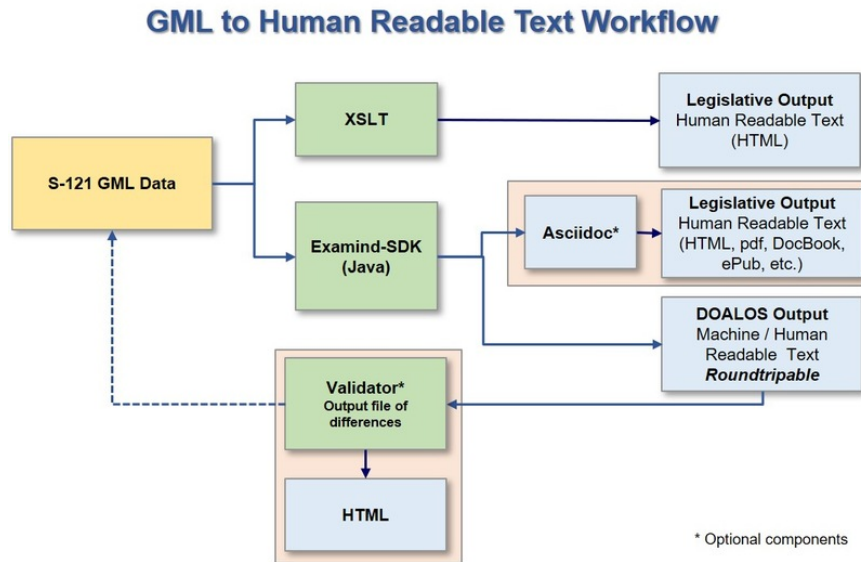 GML to Human Readable Text Workflow
XSLT
Legislative Output
Human Readable Text
(HTML)
S-121 GML Data
Examind-SDK
(Java)
Asciidoc*
Legislative Output
Human Readable Text
(HTML, pdf, DocBook,
ePub, etc.)
DOALOS Output
Machine / Human
Readable Text
Roundtripable
Validator*
Output file of
differences
HTML
* Optional components